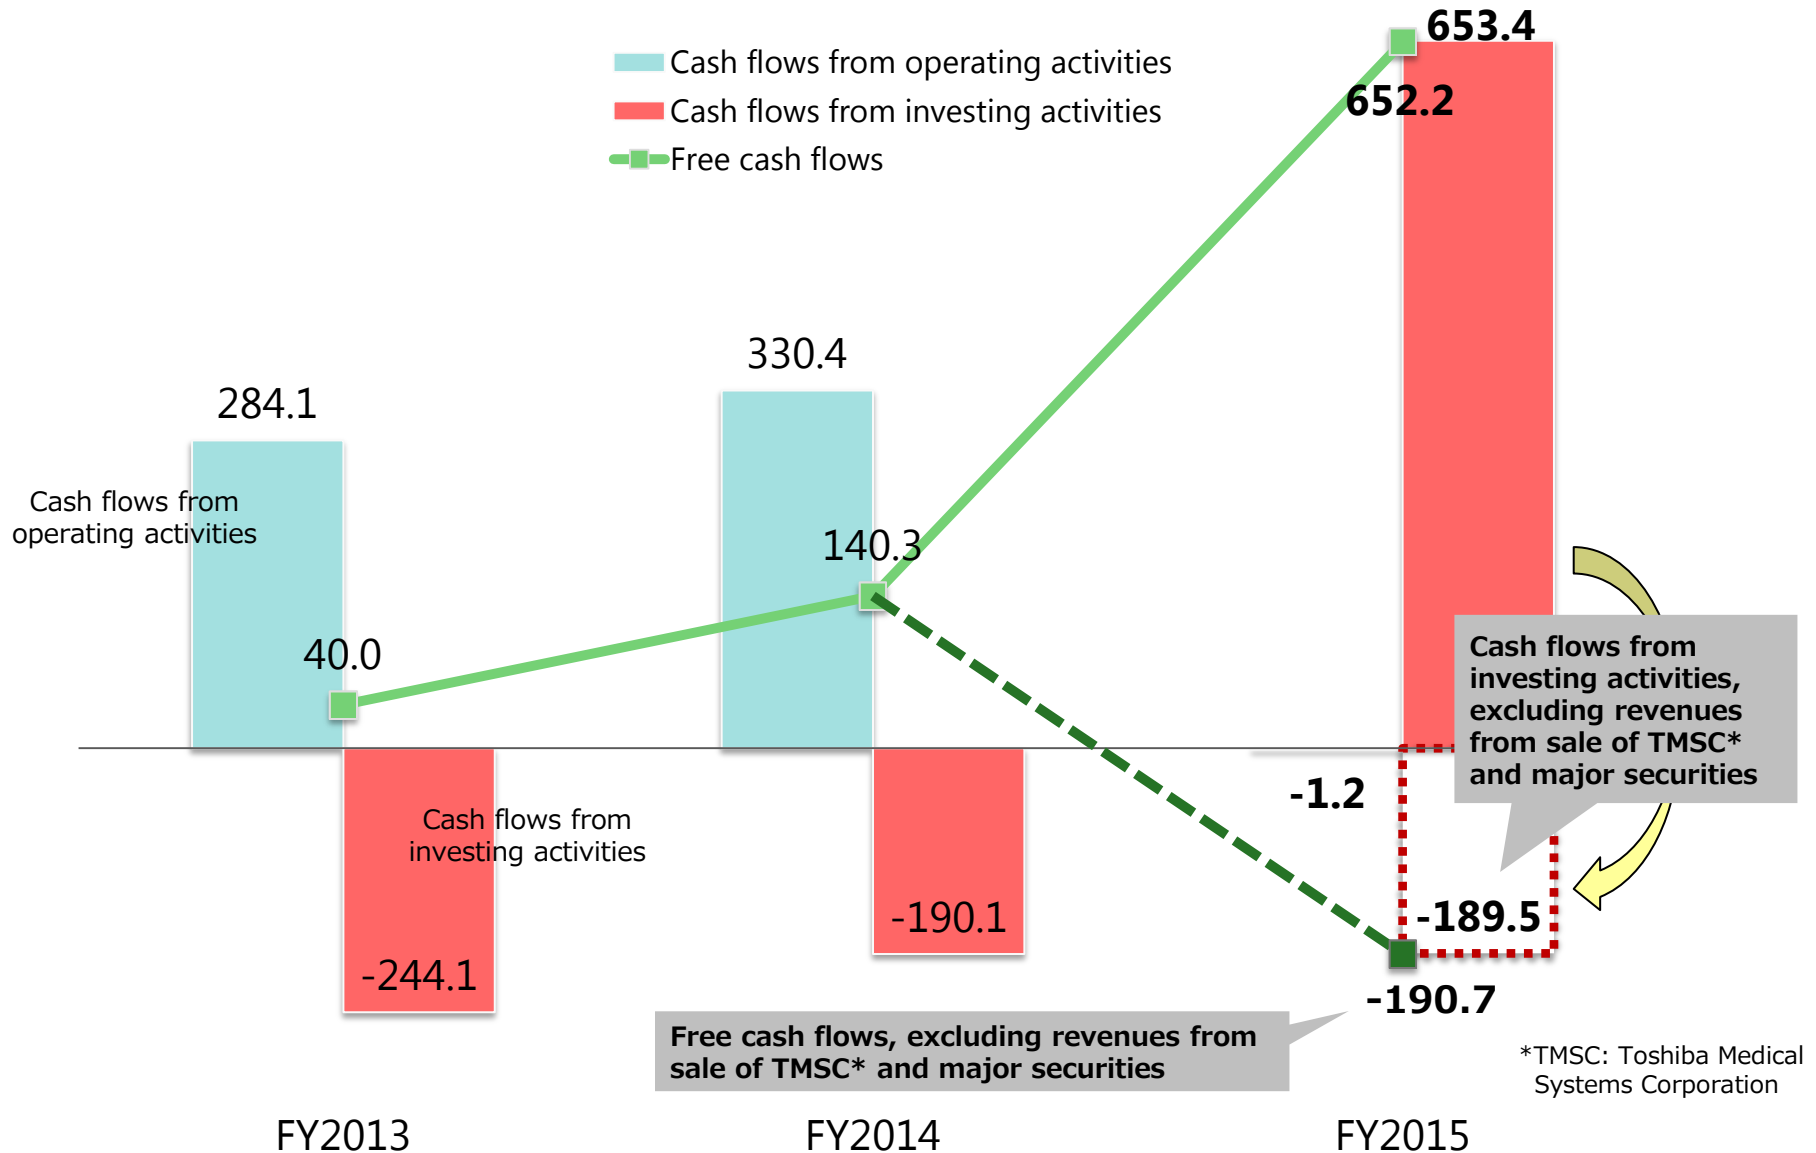 653.4
Cash flows from operating activities
Cash flows from investing activities
Free cash flows
652.2
330.4
284.1
Cash flows from
operating activities
140.3
40.0
Cash flows from
investing activities,
excluding revenues
from sale of TMSC*
and major securities
-1.2
Cash flows from
investing activities
-190.1
-189.5
-244.1
-190.7
Free cash flows, excluding revenues from
sale of TMSC* and major securities
*TMSC: Toshiba Medical
Systems Corporation
FY2013
FY2014
FY2015